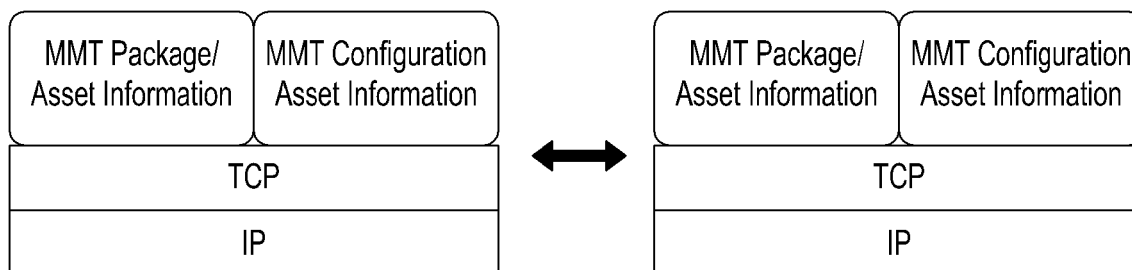 MMT Package/
Asset Information
MMT Configuration
Asset Information
TCP
IP
MMT Package/
Asset Information
MMT Configuration
Asset Information
TCP
IP